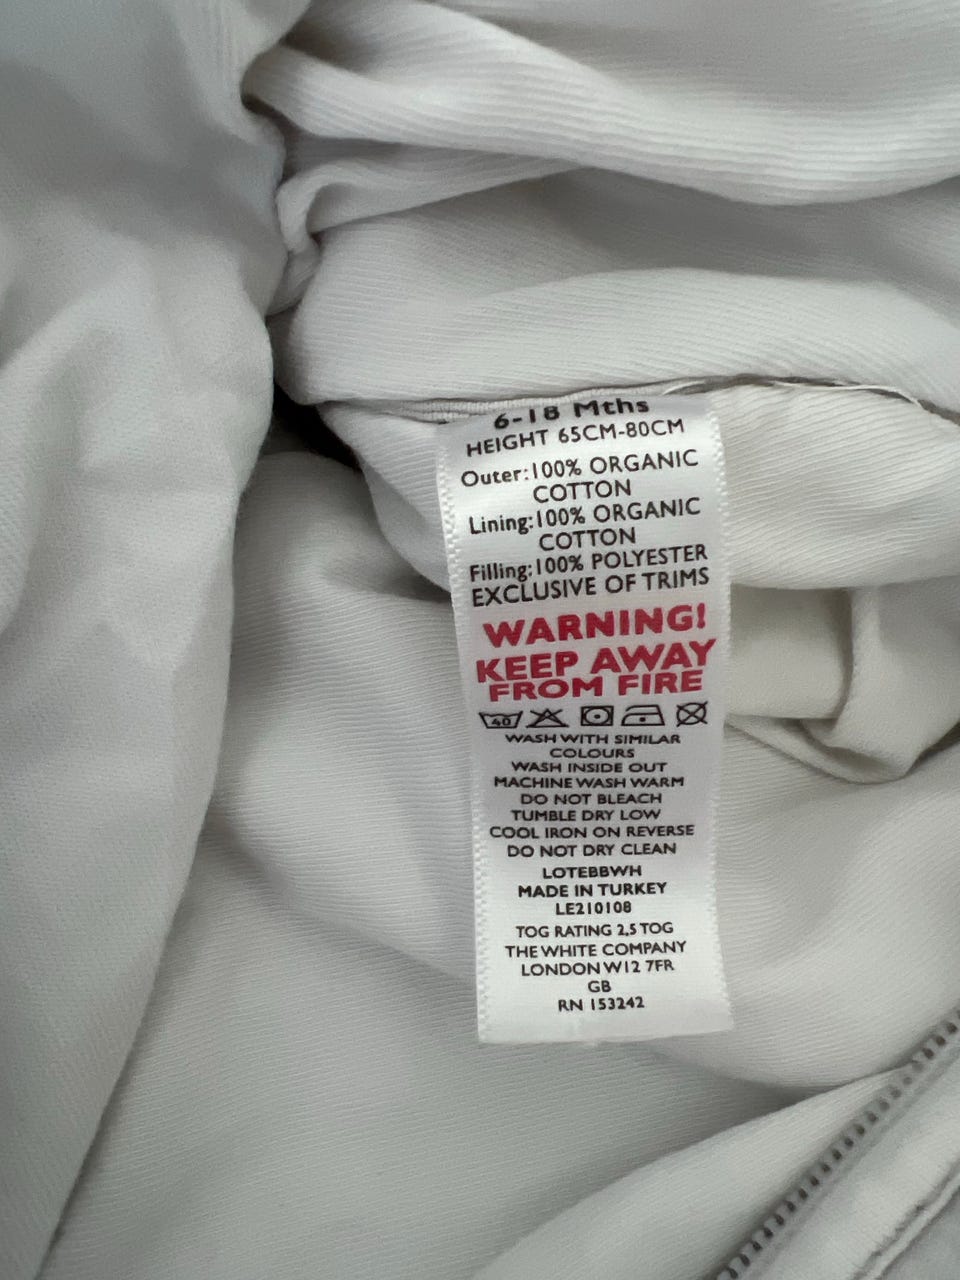 6-18 Mths
HEIGHT 65CM-80CM
Outer:100% ORGANIC
COTTON
Lining:100% ORGANIC
COTTON
Filling:100% POLYESTER
EXCLUSIVE OF TRIMS
WARNING!
KEEP AWAY
FROM FIRE
40
WASH WITH SIMILAR
COLOURS
WASH INSIDE OUT
MACHINE WASH WARM
DO NOT BLEACH
TUMBLE DRY LOW
COOL IRON ON REVERSE
DO NOT DRY CLEAN
LOTEBBWH
MADE IN TURKEY
LE210108
TOG RATING 2,5 TOG
THE WHITE COMPANY
LONDON W12 7FR
GB
RN 153242